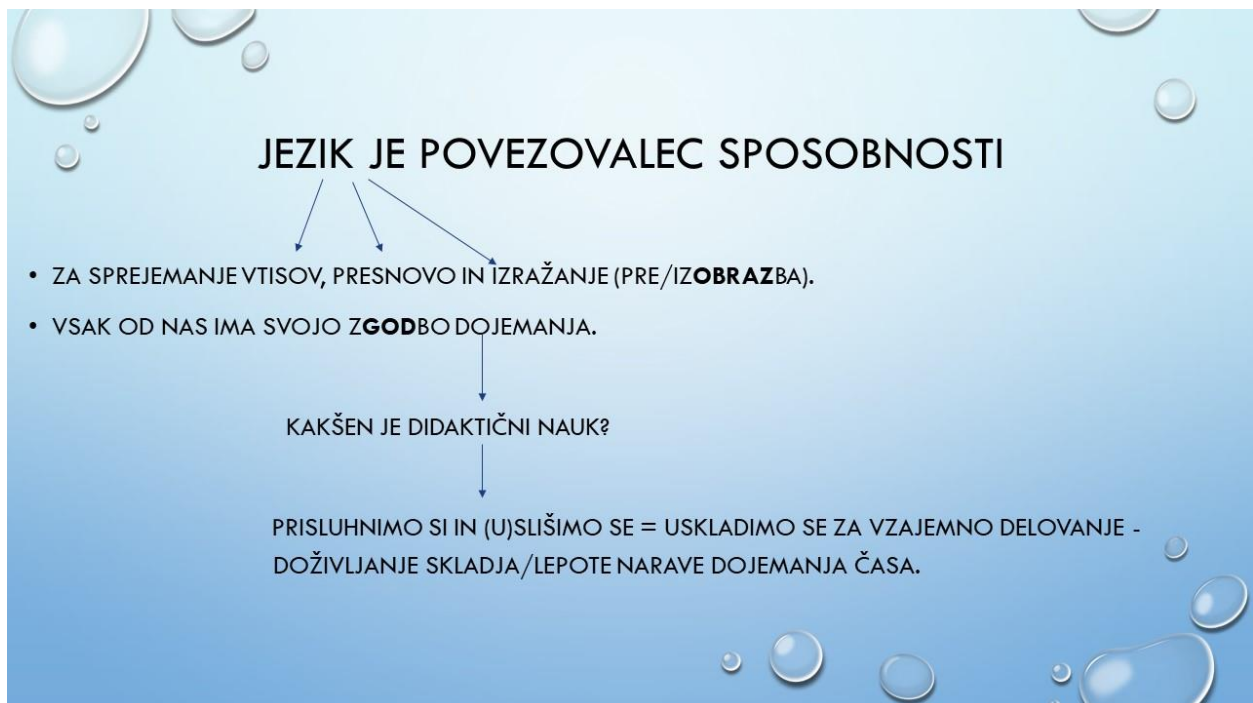 JEZIK JE POVEZOVALEC SPOSOBNOSTI
• ZA SPREJEMANJE VTISOV, PRESNOVO IN IZRAŽANJE (PRE/IZOBRAZBA).
• VSAK OD NAS IMA SVOJO ZGODBO DOJEMANJA.
KAKŠEN JE DIDAKTIČNI NAUK?
PRISLUHNIMO SI IN (U)SLIŠIMO SE = USKLADIMO SE ZA VZAJEMNO DELOVANJE -
DOŽIVLJANJE SKLADJA/LEPOTE NARAVE DOJEMANJA ČASA.